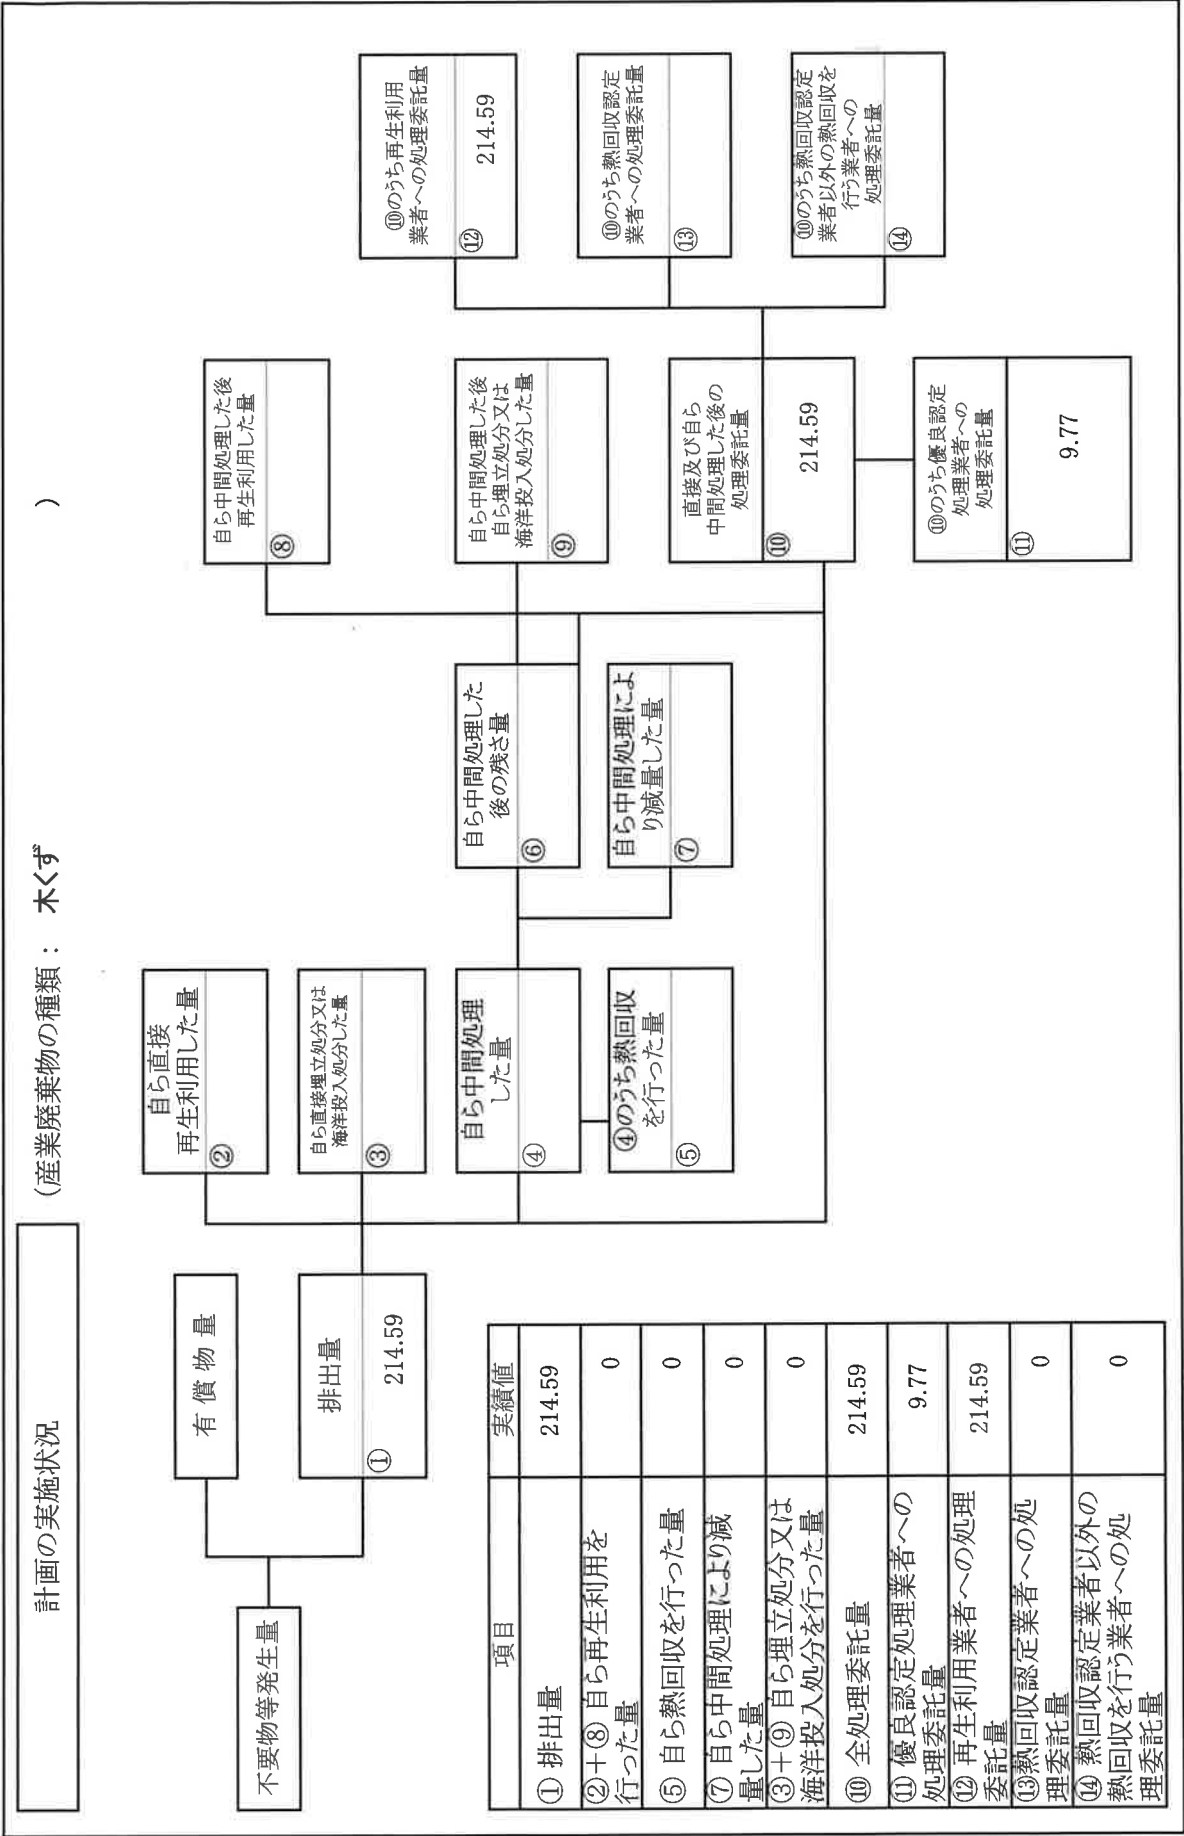 計画の実施状況
(産業廃棄物の種類： 木くず )
不要物等発生量
有償物量
排出量
①
214.59
自ら直接
再生利用した量
②
自ら直接埋立処分又は
海洋投入処分した量
③
自ら中間処理
した量
④
④のうち熱回収
を行った量
⑤
自ら中間処理した
後の残さ量
⑥
自ら中間処理によ
り減量した量
⑦
自ら中間処理した後
再生利用した量
⑧
自ら中間処理した後
自ら埋立処分又は
海洋投入処分した量
⑨
直接及び自ら
中間処理した後の
処理委託量
⑩
214.59
⑩のうち優良認定
処理業者への
処理委託量
⑪
9.77
⑩のうち再生利用
業者への処理委託量
⑫
214.59
⑩のうち熱回収認定
業者への処理委託量
⑬
⑩のうち熱回収認定
業者以外の熱回収を
行う業者への
処理委託量
⑭
項目 実績値
① 排出量 214.59
②＋⑧ 自ら再生利用を
行った量 0
⑤ 自ら熱回収を行った量 0
⑦ 自ら中間処理により減
量した量 0
③＋⑨ 自ら埋立処分又は
海洋投入処分を行った量 0
⑩ 全処理委託量 214.59
⑪ 優良認定処理業者への
処理委託量 9.77
⑫ 再生利用業者への処理
委託量 214.59
⑬熱回収認定業者への処
理委託量 0
⑭ 熱回収認定業者以外の
熱回収を行う業者への処
理委託量 0